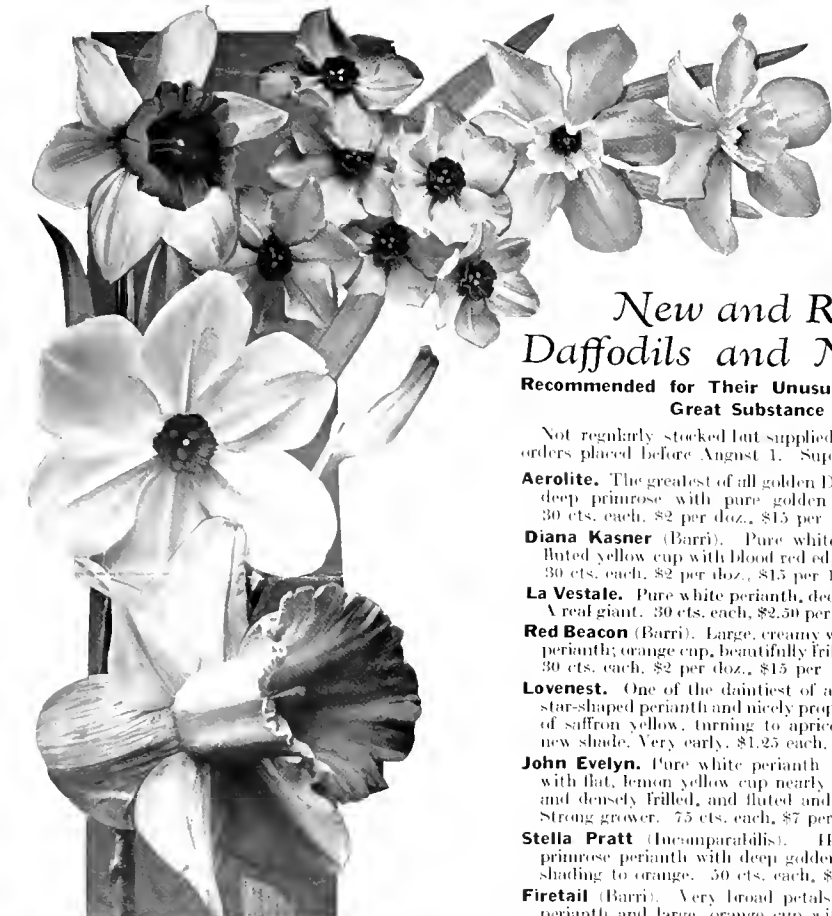 New and R
Daffodils and N
Recommended for Their Unusu
Great Substance
Not regularly stocked but supplied
orders placed before August 1. Sup
Aerolite. The greatest of all golden D
deep primrose with pure golden
30 cts. each, $2 per doz., $15 per
Diana Kasner (Barri). Pure white
fluted yellow cup with blood red ed
30 cts. each, $2 per doz., $15 per 1
La Vestale. Pure white perianth, dee
A real giant. 30 cts. each, $2.50 per
Red Beacon (Barri). Large, creamy w
perianth; orange cup, beautifully fril
30 cts. each, $2 per doz., $15 per
Lovenest. One of the daintiest of a
star-shaped perianth and nicely prop
of saffron yellow, turning to aprico
new shade. Very early. $1.25 each,
John Evelyn. Pure white perianth
with flat, lemon yellow cup nearly
and densely frilled, and fluted and
Strong grower. 75 cts. each, $7 per
Stella Pratt (Incomparabilis). H
primrose perianth with deep golden
shading to orange. 50 cts. each, $
Firetail (Barri). Very broad petals
perianth and large orange cup wi